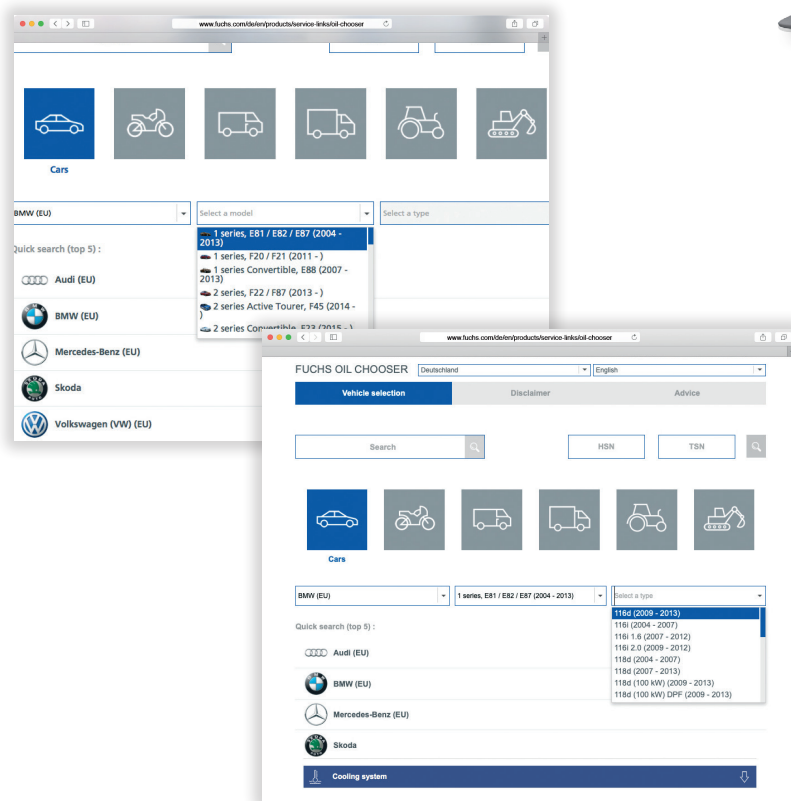 www.fuchs.com/de/en/products/service-links/oil-chooser
Cars
BMW (EU)
Select a model
Select a type
1 series, E81 / E82 / E87 (2004 -
2013)
1 series, F20 / F21 (2011 - )
1 series Convertible, E88 (2007 -
2013)
2 series, F22 / F87 (2013 - )
2 series Active Tourer, F45 (2014 -
)
2 series Convertible, F23 (2015 - )
Quick search (top 5) :
Audi (EU)
BMW (EU)
Mercedes-Benz (EU)
Skoda
Volkswagen (VW) (EU)
www.fuchs.com/de/en/products/service-links/oil-chooser
FUCHS OIL CHOOSER
Deutschland
English
Vehicle selection
Disclaimer
Advice
Search
HSN
TSN
Cars
BMW (EU)
1 series, E81 / E82 / E87 (2004 - 2013)
Select a type
116d (2009 - 2013)
116i (2004 - 2007)
116i 1.6 (2007 - 2012)
116i 2.0 (2009 - 2012)
118d (2004 - 2007)
118d (2007 - 2013)
118d (100 kW) (2009 - 2013)
118d (100 kW) DPF (2009 - 2013)
Quick search (top 5) :
Audi (EU)
BMW (EU)
Mercedes-Benz (EU)
Skoda
Cooling system